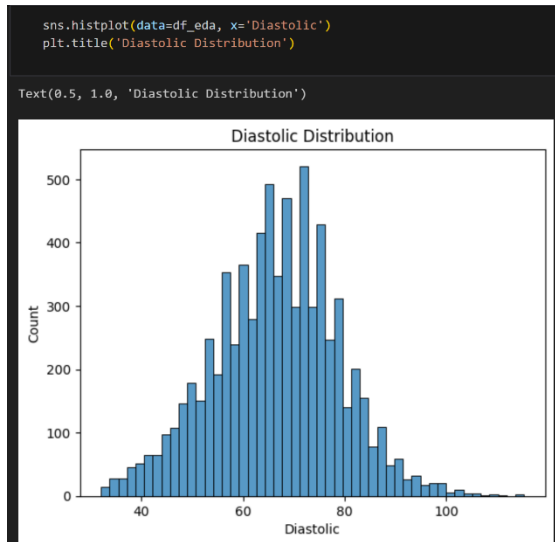 sns.histplot(data=df_eda, x='Diastolic')
plt.title('Diastolic Distribution')
Text(0.5, 1.0, 'Diastolic Distribution')
Diastolic Distribution
500
400
300
200
100
0
Count
40 60 80 100
Diastolic